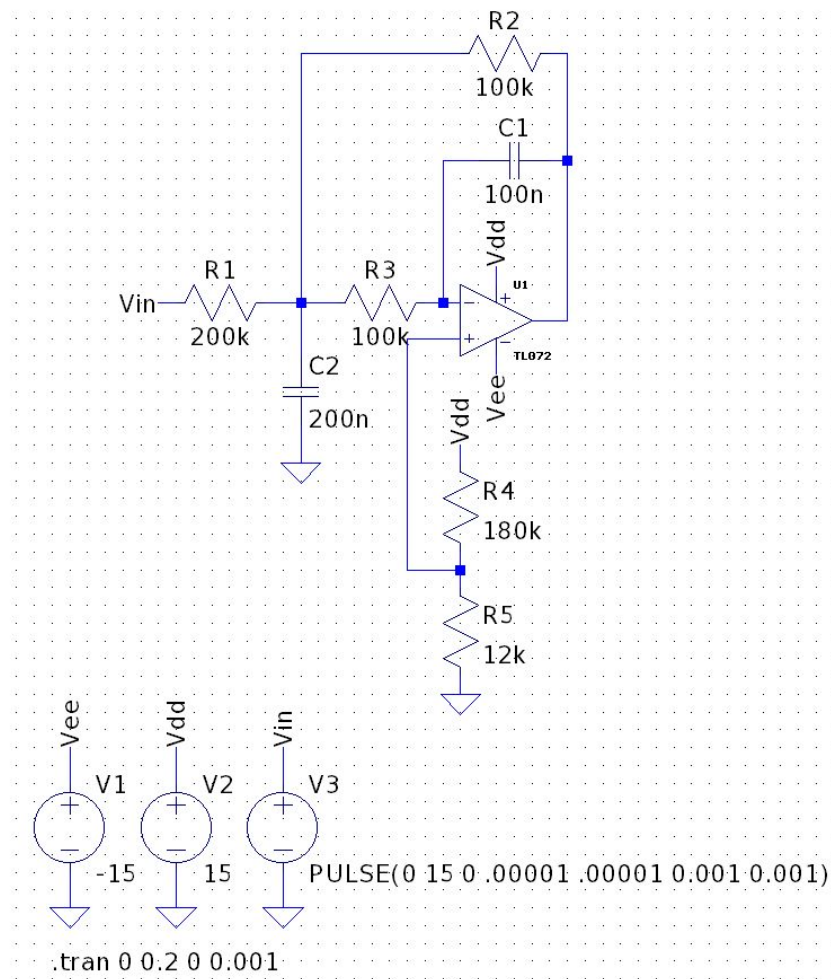 R2
100k
C1
100n
Vdd
R1
R3
U1
Vin
+
−
200k
100k
+
−
TL072
C2
200n
Vee
Vdd
R4
180k
R5
12k
Vee
Vdd
Vin
V1
V2
V3
+
+
+
−
−
−
-15
15
PULSE(0 15 0 .00001 .00001 0.001 0.001)
.tran 0 0.2 0 0.001